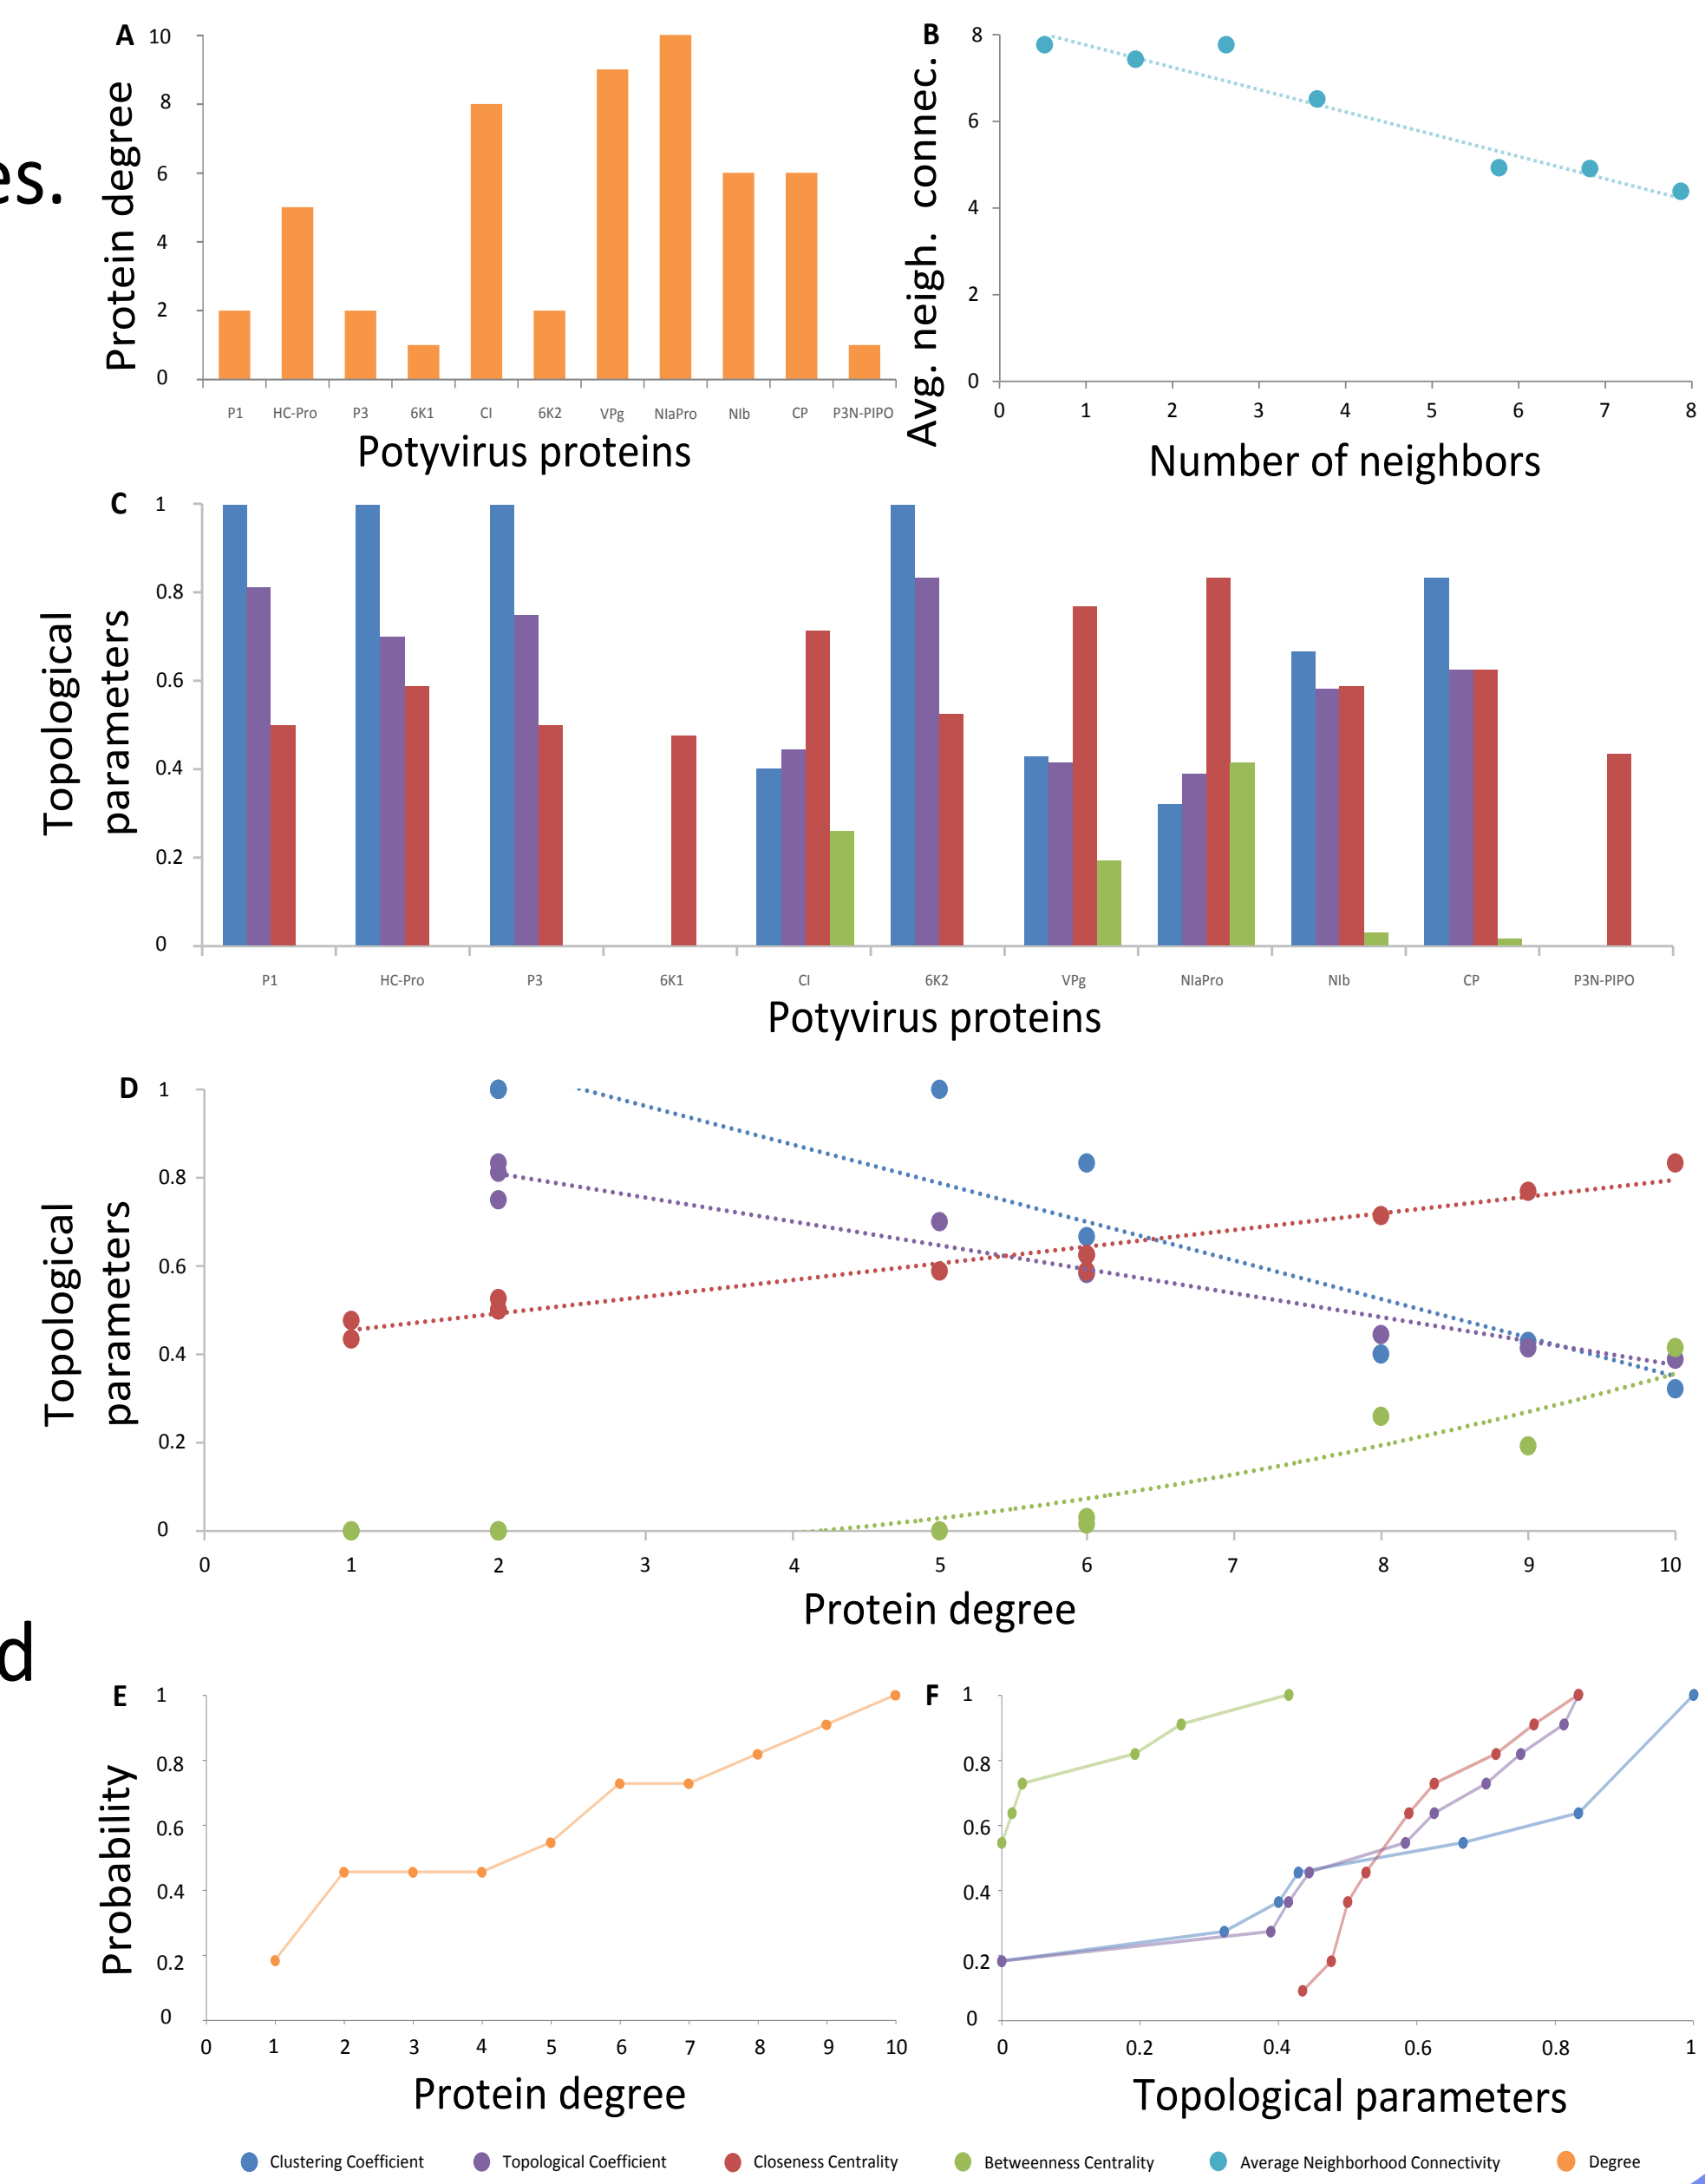 es.
d
A
Protein degree
10
8
6
4
2
0
P1 HC-Pro P3 6K1 CI 6K2 VPg NIaPro NIb CP P3N-PIPO
Potyvirus proteins
B
Avg. neigh. connec.
8
6
4
2
0
0 1 2 3 4 5 6 7 8
Number of neighbors
C
Topological
parameters
1
0.8
0.6
0.4
0.2
0
P1 HC-Pro P3 6K1 CI 6K2 VPg NIaPro NIb CP P3N-PIPO
Potyvirus proteins
D
Topological
parameters
1
0.8
0.6
0.4
0.2
0
0 1 2 3 4 5 6 7 8 9 10
Protein degree
E
Probability
1
0.8
0.6
0.4
0.2
0
0 1 2 3 4 5 6 7 8 9 10
Protein degree
F
1
0.8
0.6
0.4
0.2
0
0 0.2 0.4 0.6 0.8 1
Topological parameters
Clustering Coefficient Topological Coefficient Closeness Centrality Betweenness Centrality Average Neighborhood Connectivity Degree